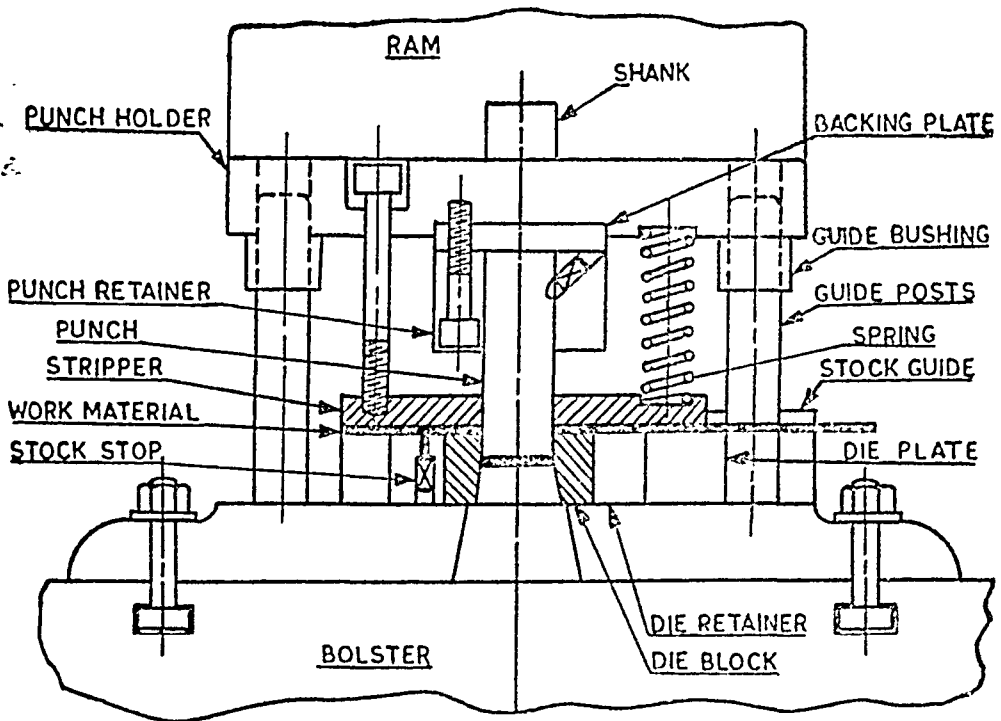 RAM
SHANK
PUNCH HOLDER
BACKING PLATE
GUIDE BUSHING
PUNCH RETAINER
GUIDE POSTS
PUNCH
SPRING
STRIPPER
STOCK GUIDE
WORK MATERIAL
STOCK STOP
DIE PLATE
DIE RETAINER
BOLSTER
DIE BLOCK